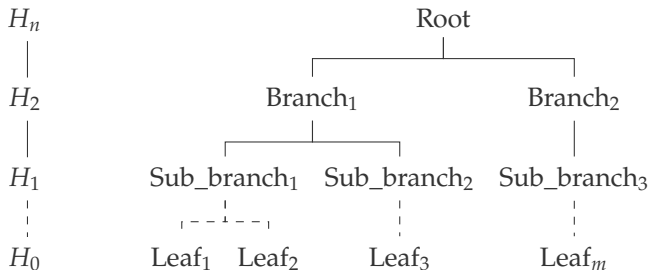 H_n Root
H_2 Branch_1 Branch_2
H_1 Sub_branch_1 Sub_branch_2 Sub_branch_3
H_0 Leaf_1 Leaf_2 Leaf_3 Leaf_m